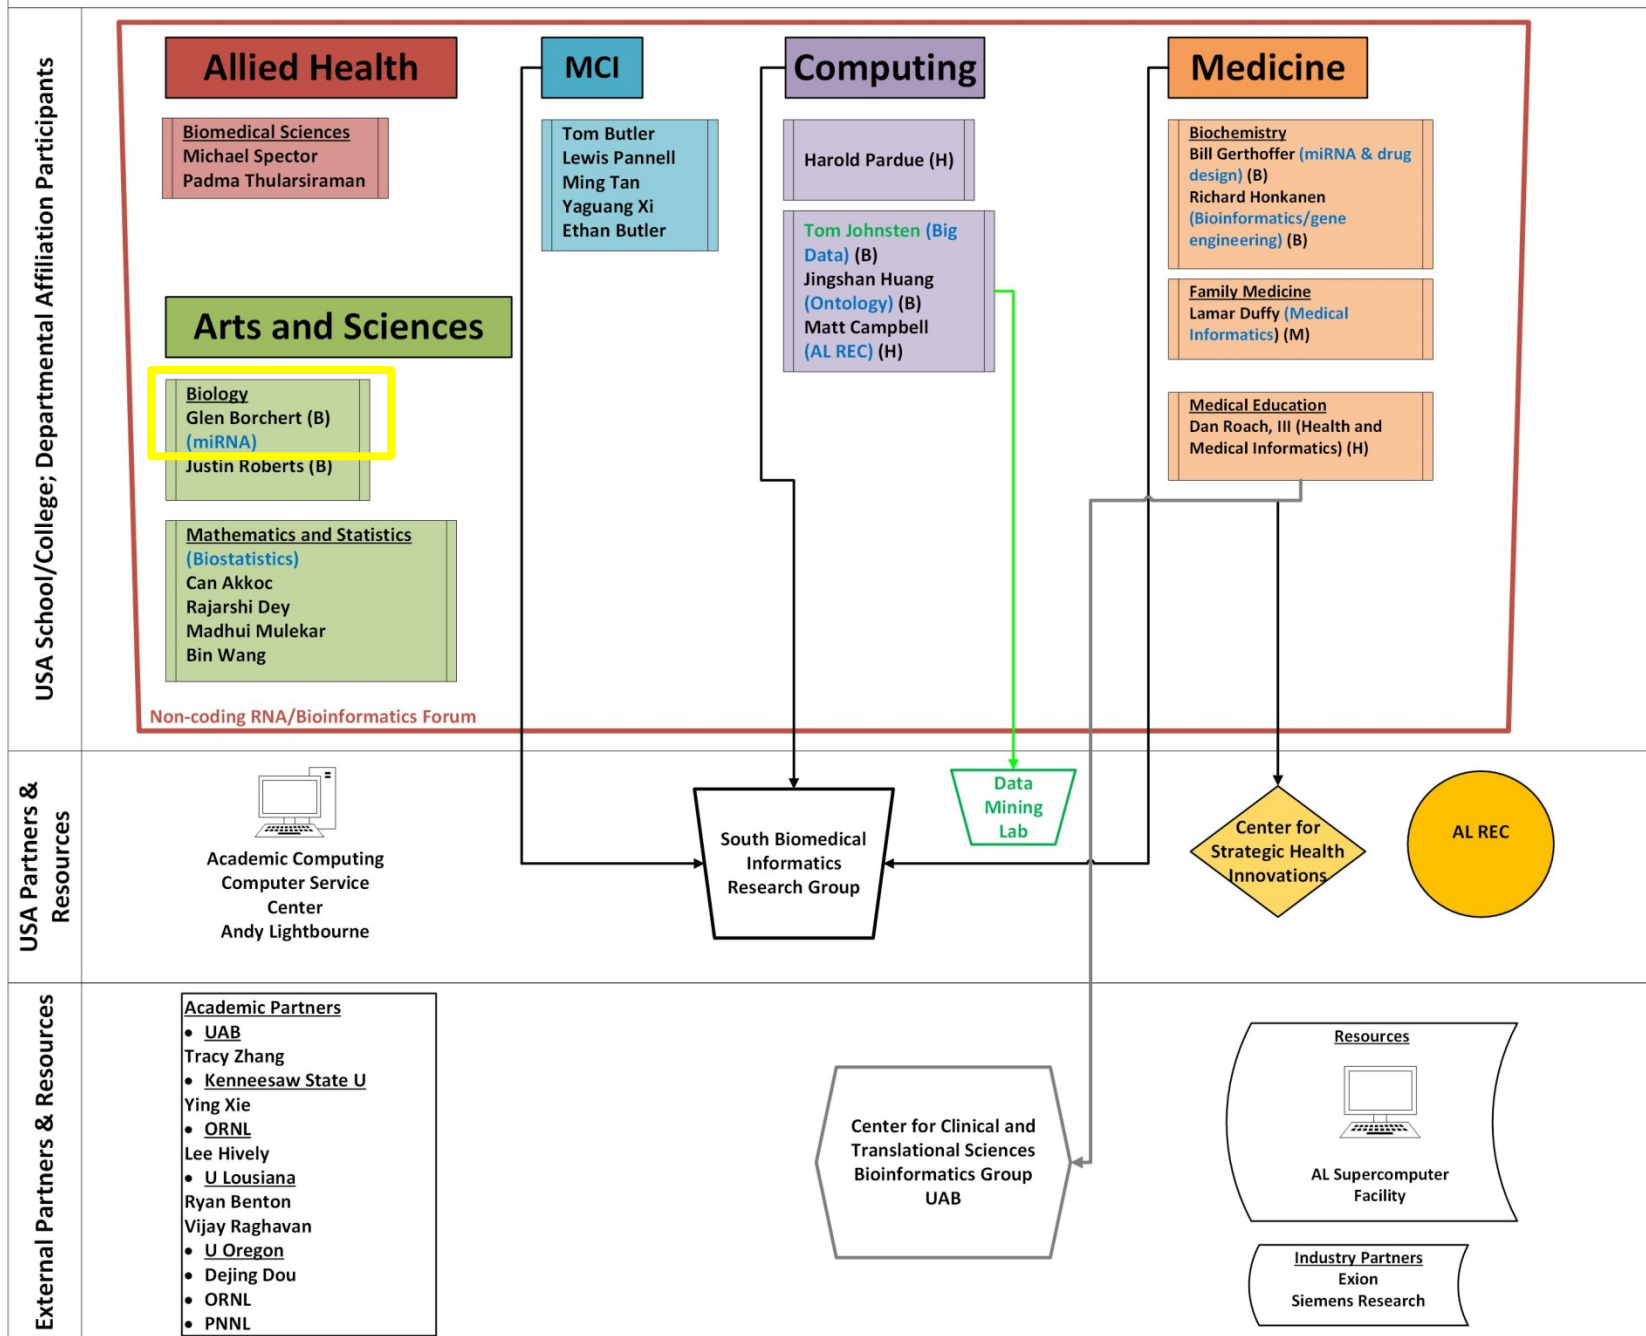 USA School/College; Departmental Affiliation Participants
Allied Health
Biomedical Sciences
Michael Spector
Padma Thularsiraman
Arts and Sciences
Biology
Glen Borchert (B)
(miRNA)
Justin Roberts (B)
Mathematics and Statistics
(Biostatistics)
Can Akkoc
Rajarshi Dey
Madhui Mulekar
Bin Wang
MCI
Tom Butler
Lewis Pannell
Ming Tan
Yaguang Xi
Ethan Butler
Computing
Harold Pardue (H)
Tom Johnsten (Big
Data) (B)
Jingshan Huang
(Ontology) (B)
Matt Campbell
(AL REC) (H)
Medicine
Biochemistry
Bill Gerthoffer (miRNA & drug
design) (B)
Richard Honkanen
(Bioinformatics/gene
engineering) (B)
Family Medicine
Lamar Duffy (Medical
Informatics) (M)
Medical Education
Dan Roach, III (Health and
Medical Informatics) (H)
Non-coding RNA/Bioinformatics Forum
USA Partners &
Resources
Academic Computing
Computer Service
Center
Andy Lightbourne
South Biomedical
Informatics
Research Group
Data
Mining
Lab
Center for
Strategic Health
Innovations
AL REC
External Partners & Resources
Academic Partners
• UAB
Tracy Zhang
• Kenneesaw State U
Ying Xie
• ORNL
Lee Hively
• U Lousiana
Ryan Benton
Vijay Raghavan
• U Oregon
• Dejing Dou
• ORNL
• PNNL
Center for Clinical and
Translational Sciences
Bioinformatics Group
UAB
Resources
AL Supercomputer
Facility
Industry Partners
Exion
Siemens Research